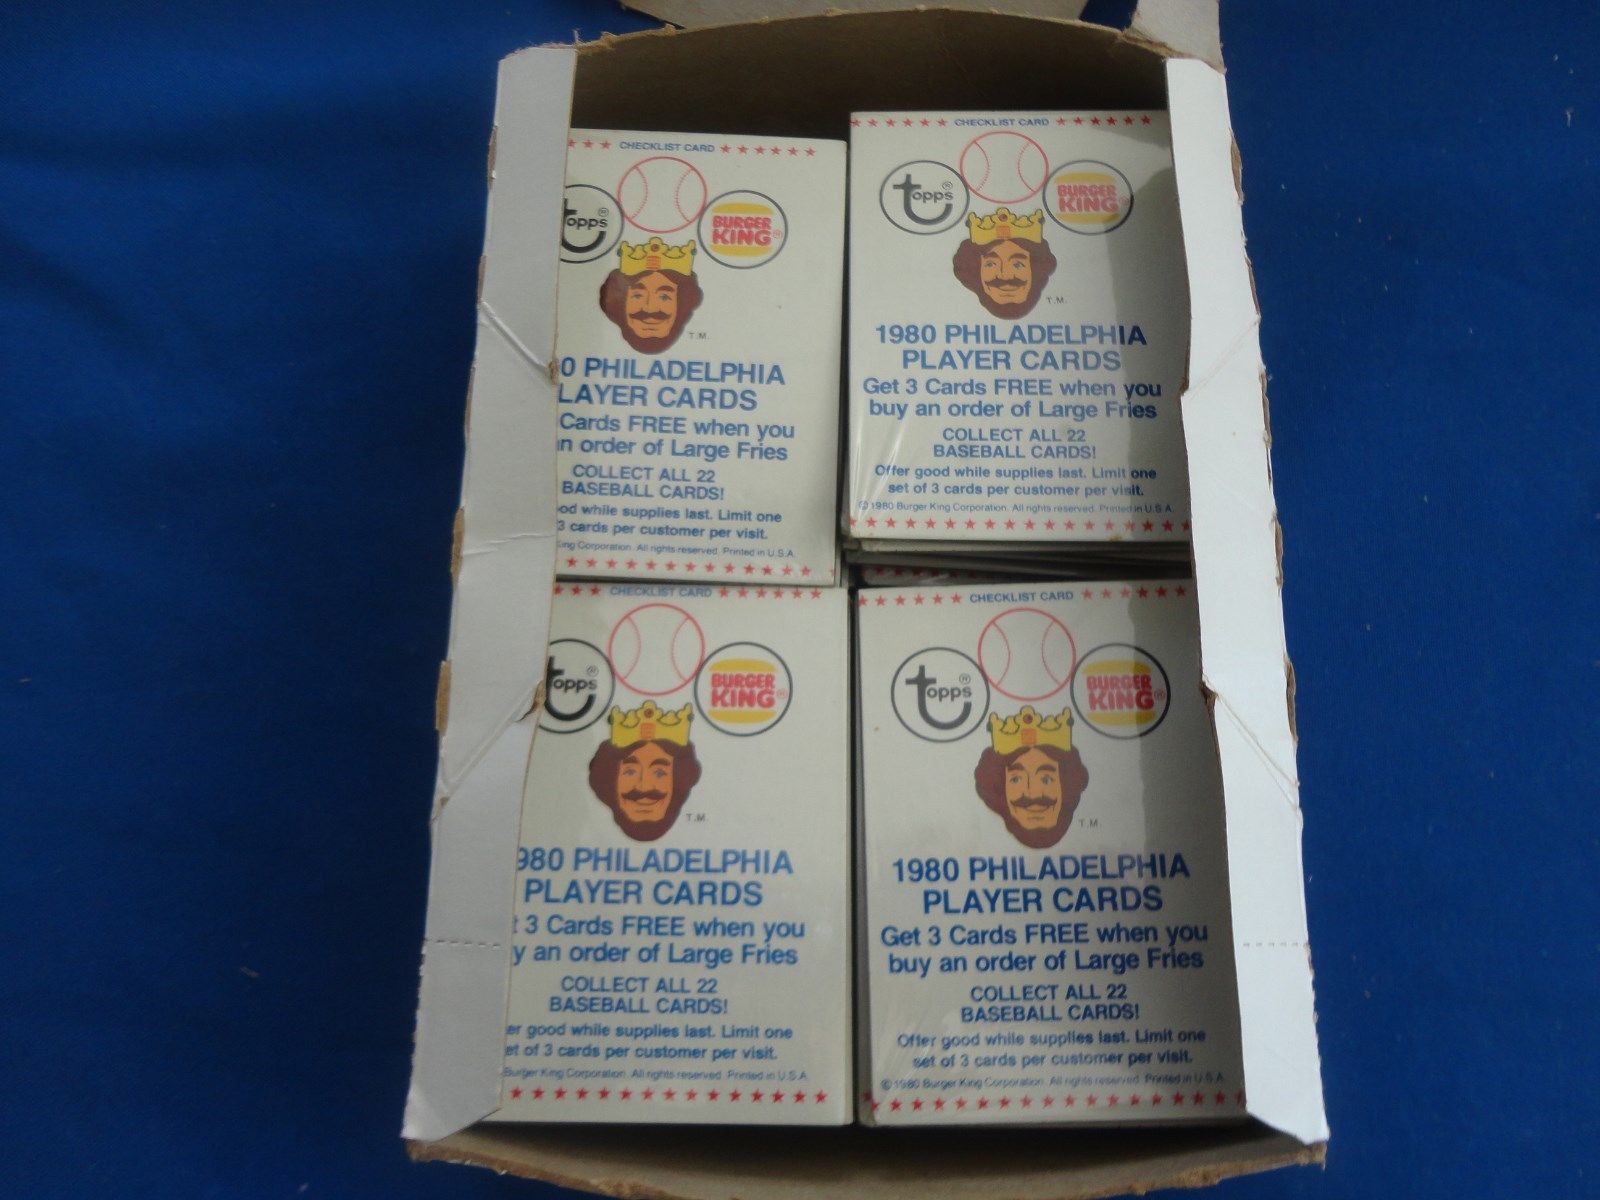 CHECKLIST CARD
topps®
BURGER KING®
T.M.
0 PHILADELPHIA
LAYER CARDS
Cards FREE when you
n order of Large Fries
COLLECT ALL 22
BASEBALL CARDS!
od while supplies last. Limit one
3 cards per customer per visit.
King Corporation. All rights reserved. Printed in U.S.A.
CHECKLIST CARD
topps®
BURGER KING®
T.M.
1980 PHILADELPHIA
PLAYER CARDS
Get 3 Cards FREE when you
buy an order of Large Fries
COLLECT ALL 22
BASEBALL CARDS!
Offer good while supplies last. Limit one
set of 3 cards per customer per visit.
©1980 Burger King Corporation. All rights reserved. Printed in U.S.A.
CHECKLIST CARD
topps®
BURGER KING®
T.M.
980 PHILADELPHIA
PLAYER CARDS
t 3 Cards FREE when you
y an order of Large Fries
COLLECT ALL 22
BASEBALL CARDS!
er good while supplies last. Limit one
et of 3 cards per customer per visit.
Burger King Corporation. All rights reserved. Printed in U.S.A.
CHECKLIST CARD
topps®
BURGER KING®
T.M.
1980 PHILADELPHIA
PLAYER CARDS
Get 3 Cards FREE when you
buy an order of Large Fries
COLLECT ALL 22
BASEBALL CARDS!
Offer good while supplies last. Limit one
set of 3 cards per customer per visit.
©1980 Burger King Corporation. All rights reserved. Printed in U.S.A.